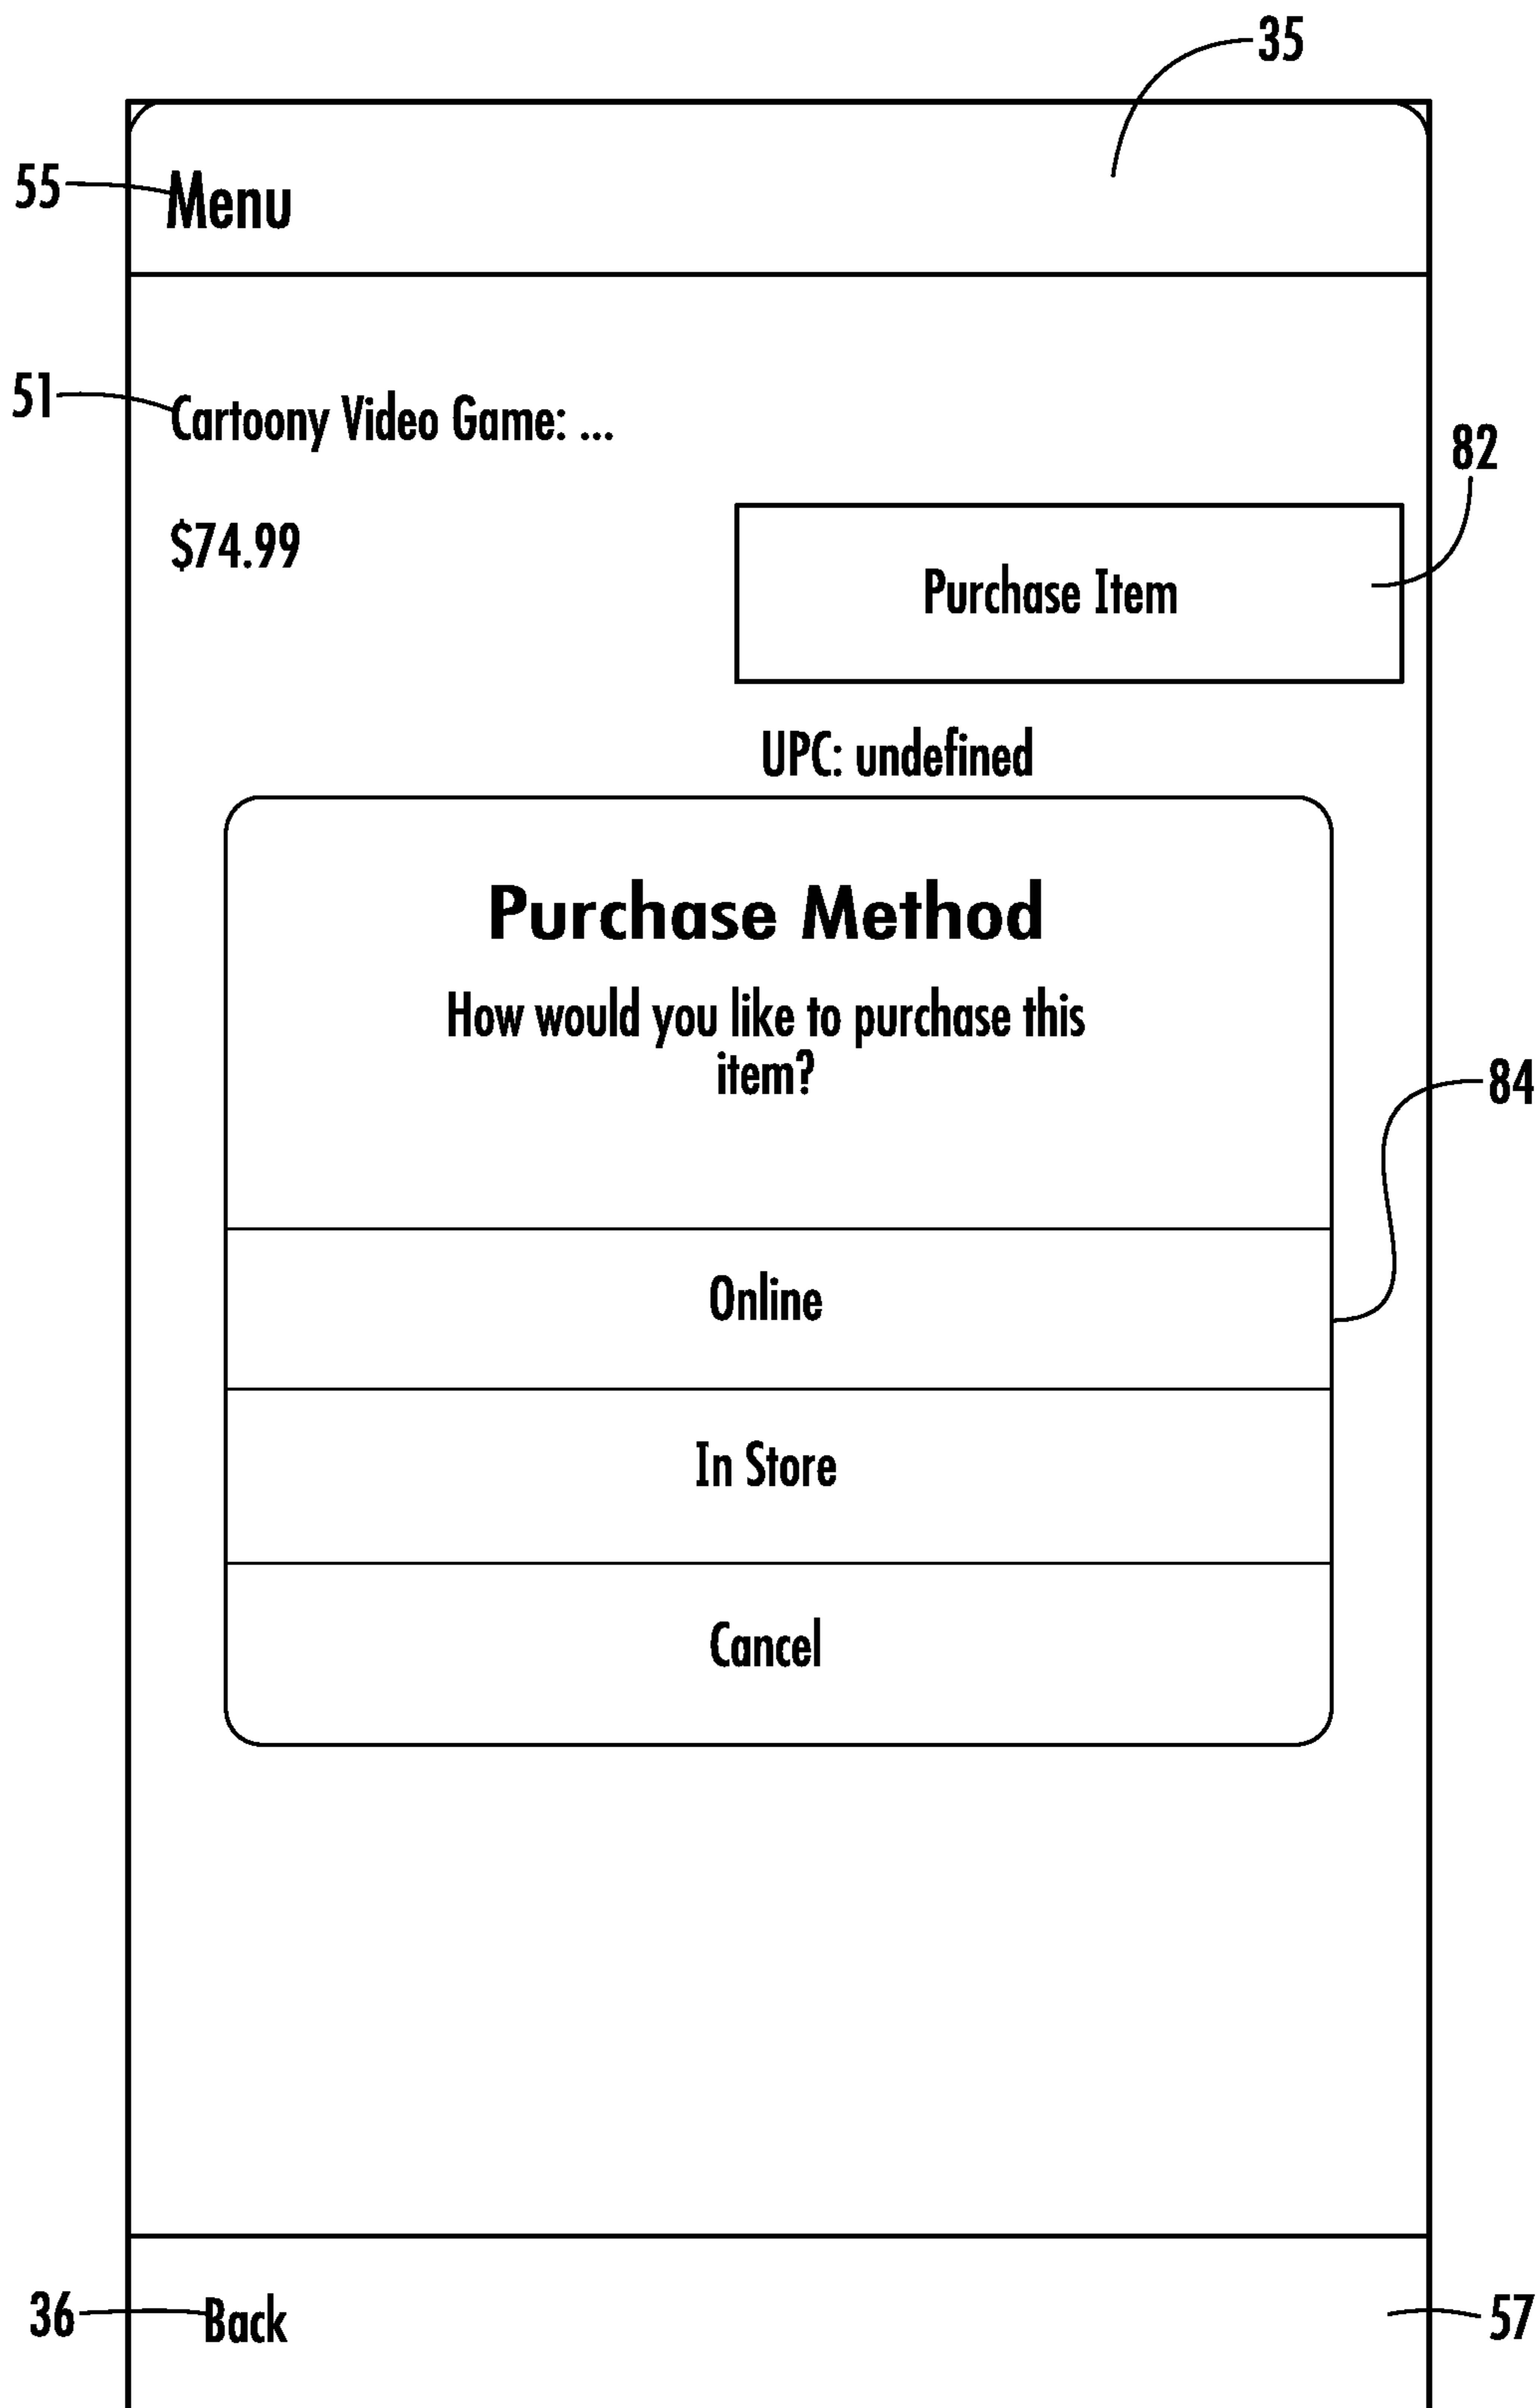 35
55
Menu
51
Cartoony Video Game: ...
82
$74.99
Purchase Item
UPC: undefined
Purchase Method
How would you like to purchase this
item?
84
Online
In Store
Cancel
36
Back
57